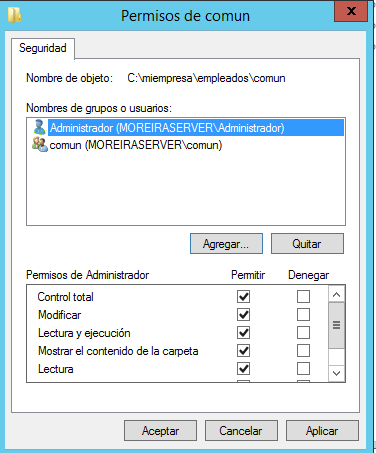 Permisos de comun
x
Seguridad
Nombre de objeto: C:\miempresa\empleados\comun
Nombres de grupos o usuarios:
Administrador (MOREIRASERVER\Administrador)
comun (MOREIRASERVER\comun)
Agregar... Quitar
Permisos de Administrador Permitir Denegar
Control total
Modificar
Lectura y ejecución
Mostrar el contenido de la carpeta
Lectura
Aceptar Cancelar Aplicar